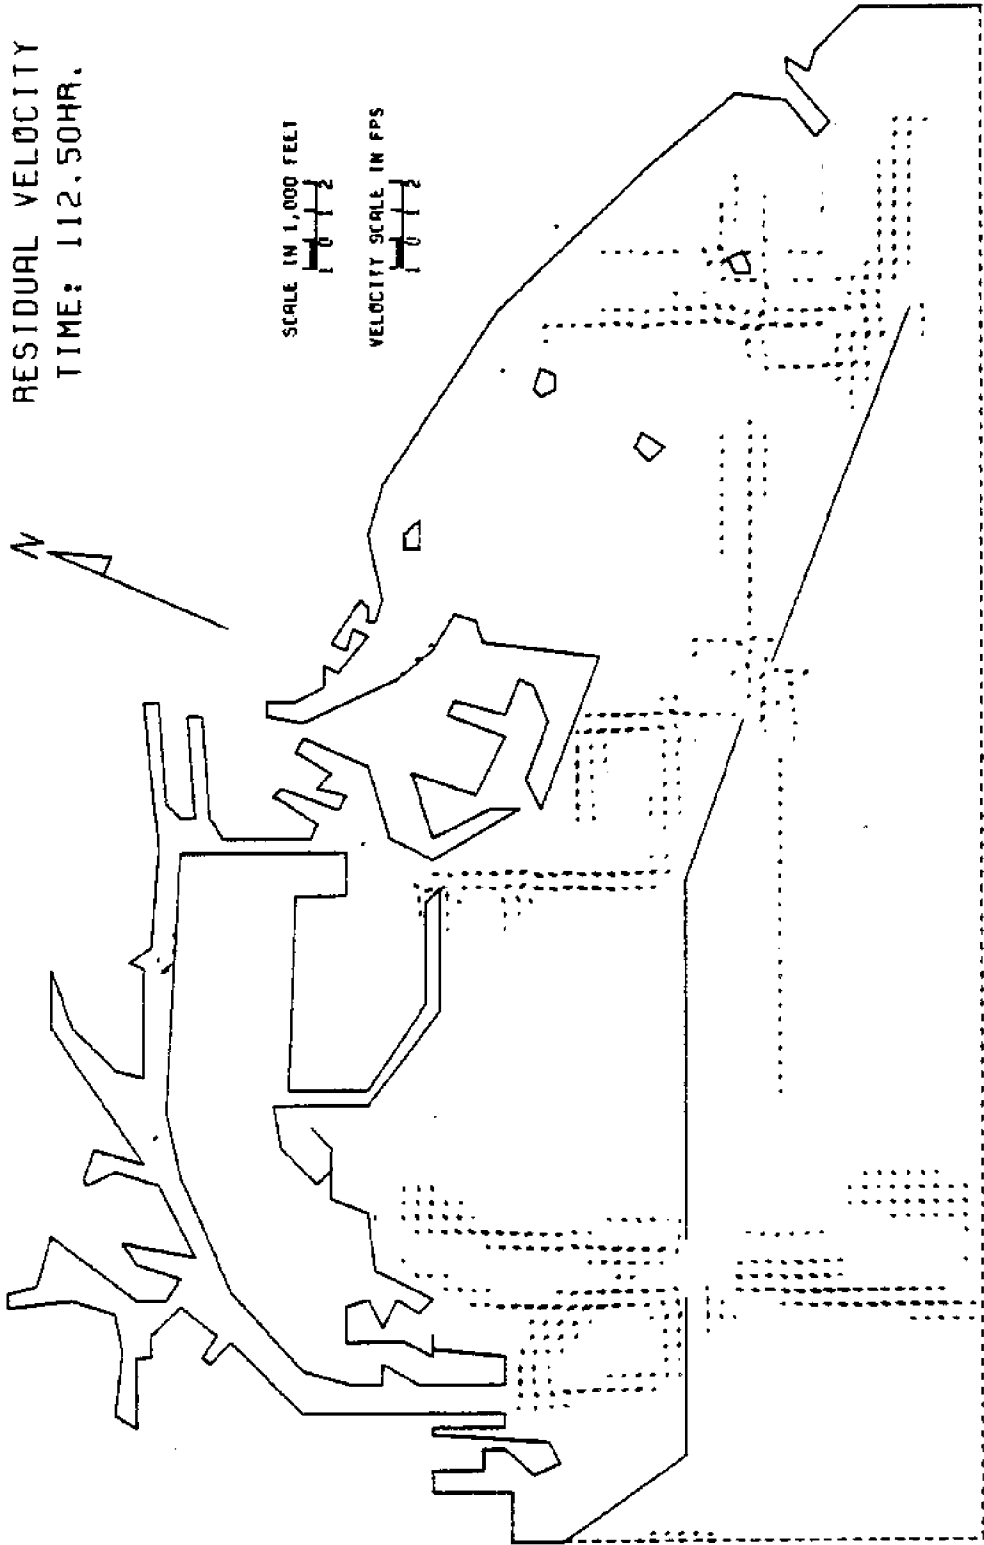 RESIDUAL VELOCITY
TIME: 112.50HR.
SCALE IN 1,000 FEET
1 0 1 2
VELOCITY SCALE IN FPS
1 0 1 2
N